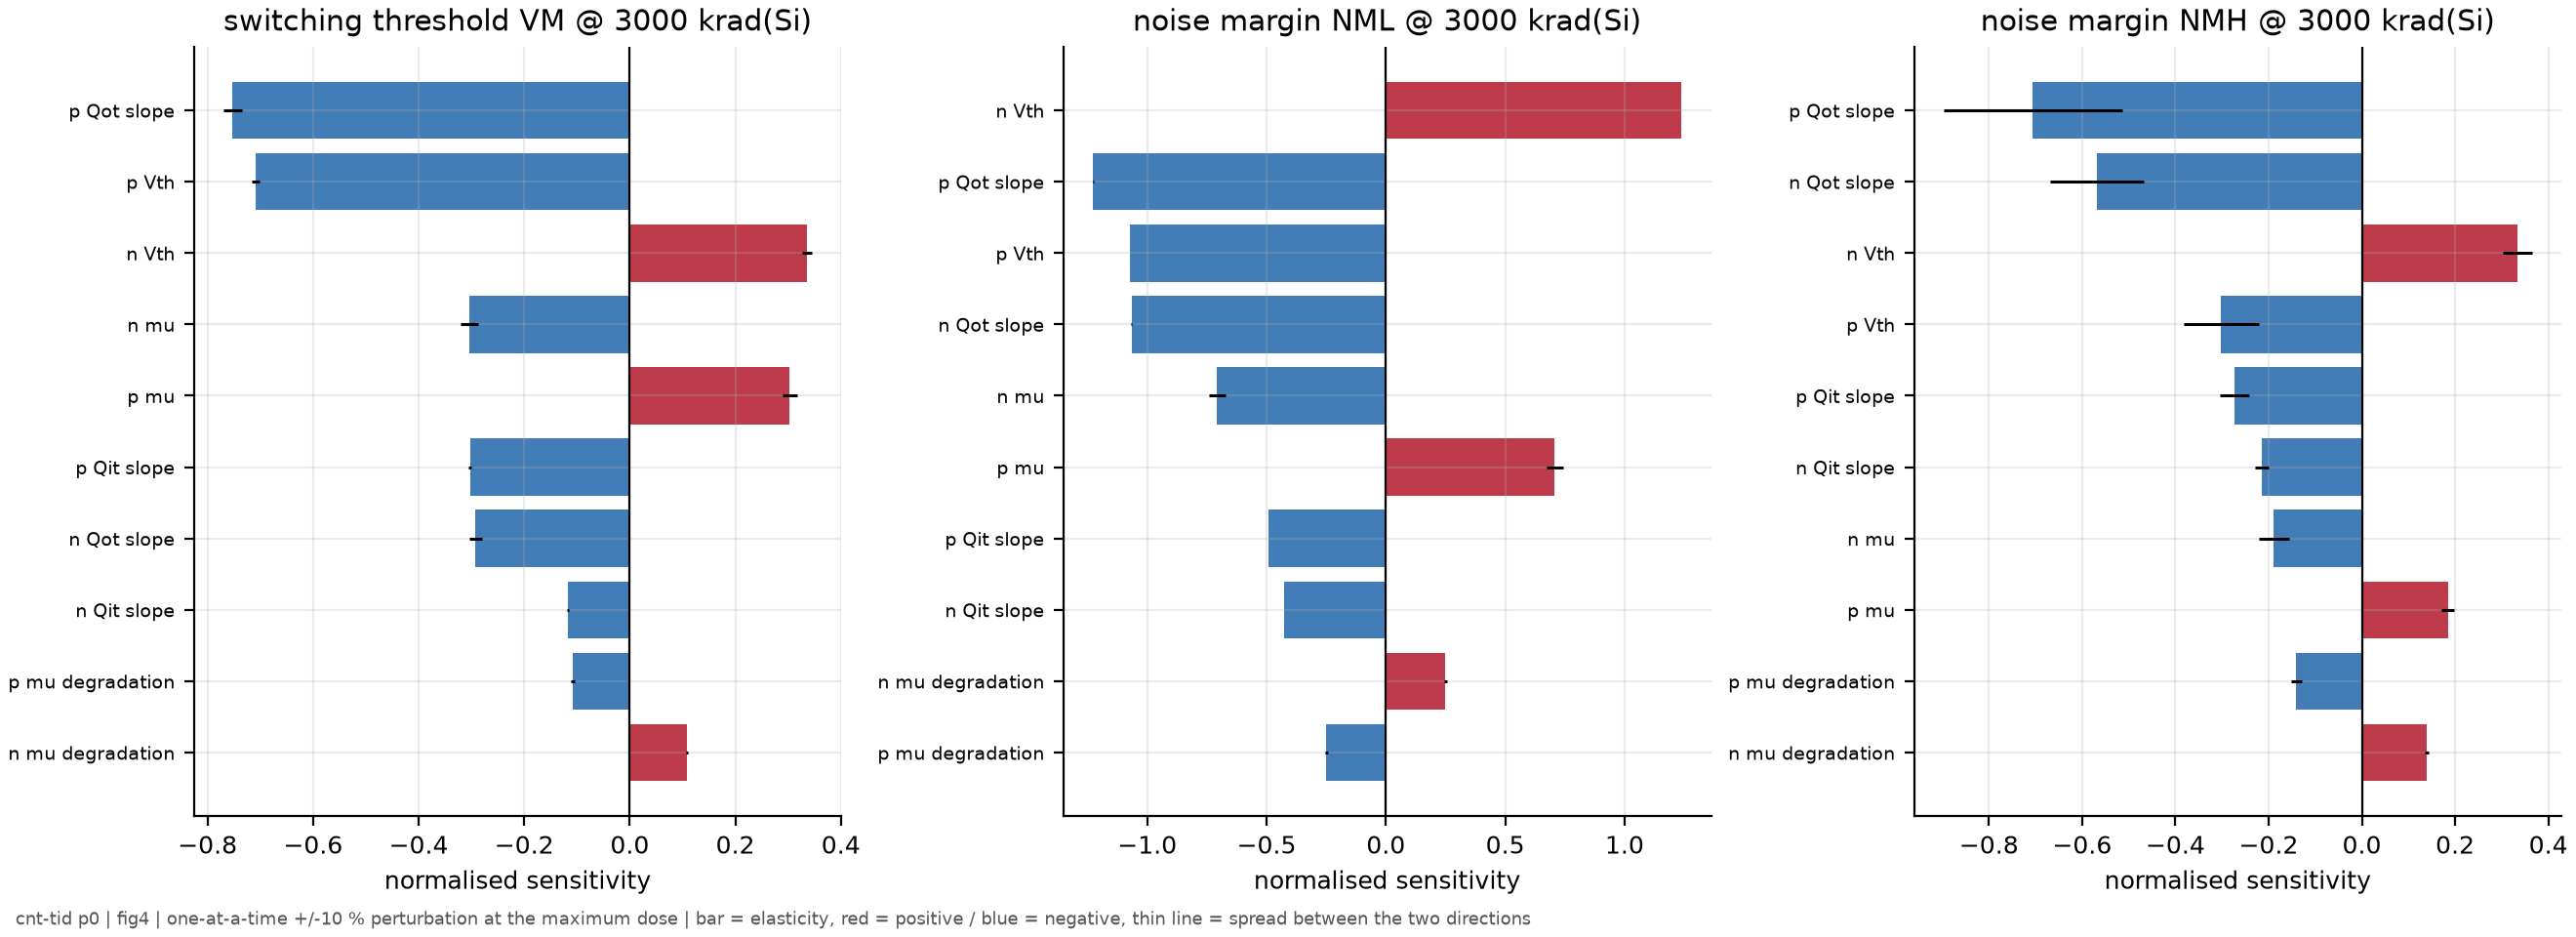 switching threshold VM @ 3000 krad(Si)
p Qot slope
p Vth
n Vth
n mu
p mu
p Qit slope
n Qot slope
n Qit slope
p mu degradation
n mu degradation
−0.8 −0.6 −0.4 −0.2 0.0 0.2 0.4
normalised sensitivity
noise margin NML @ 3000 krad(Si)
n Vth
p Qot slope
p Vth
n Qot slope
n mu
p mu
p Qit slope
n Qit slope
n mu degradation
p mu degradation
−1.0 −0.5 0.0 0.5 1.0
normalised sensitivity
noise margin NMH @ 3000 krad(Si)
p Qot slope
n Qot slope
n Vth
p Vth
p Qit slope
n Qit slope
n mu
p mu
p mu degradation
n mu degradation
−0.8 −0.6 −0.4 −0.2 0.0 0.2 0.4
normalised sensitivity
cnt-tid p0 | fig4 | one-at-a-time +/-10 % perturbation at the maximum dose | bar = elasticity, red = positive / blue = negative, thin line = spread between the two directions